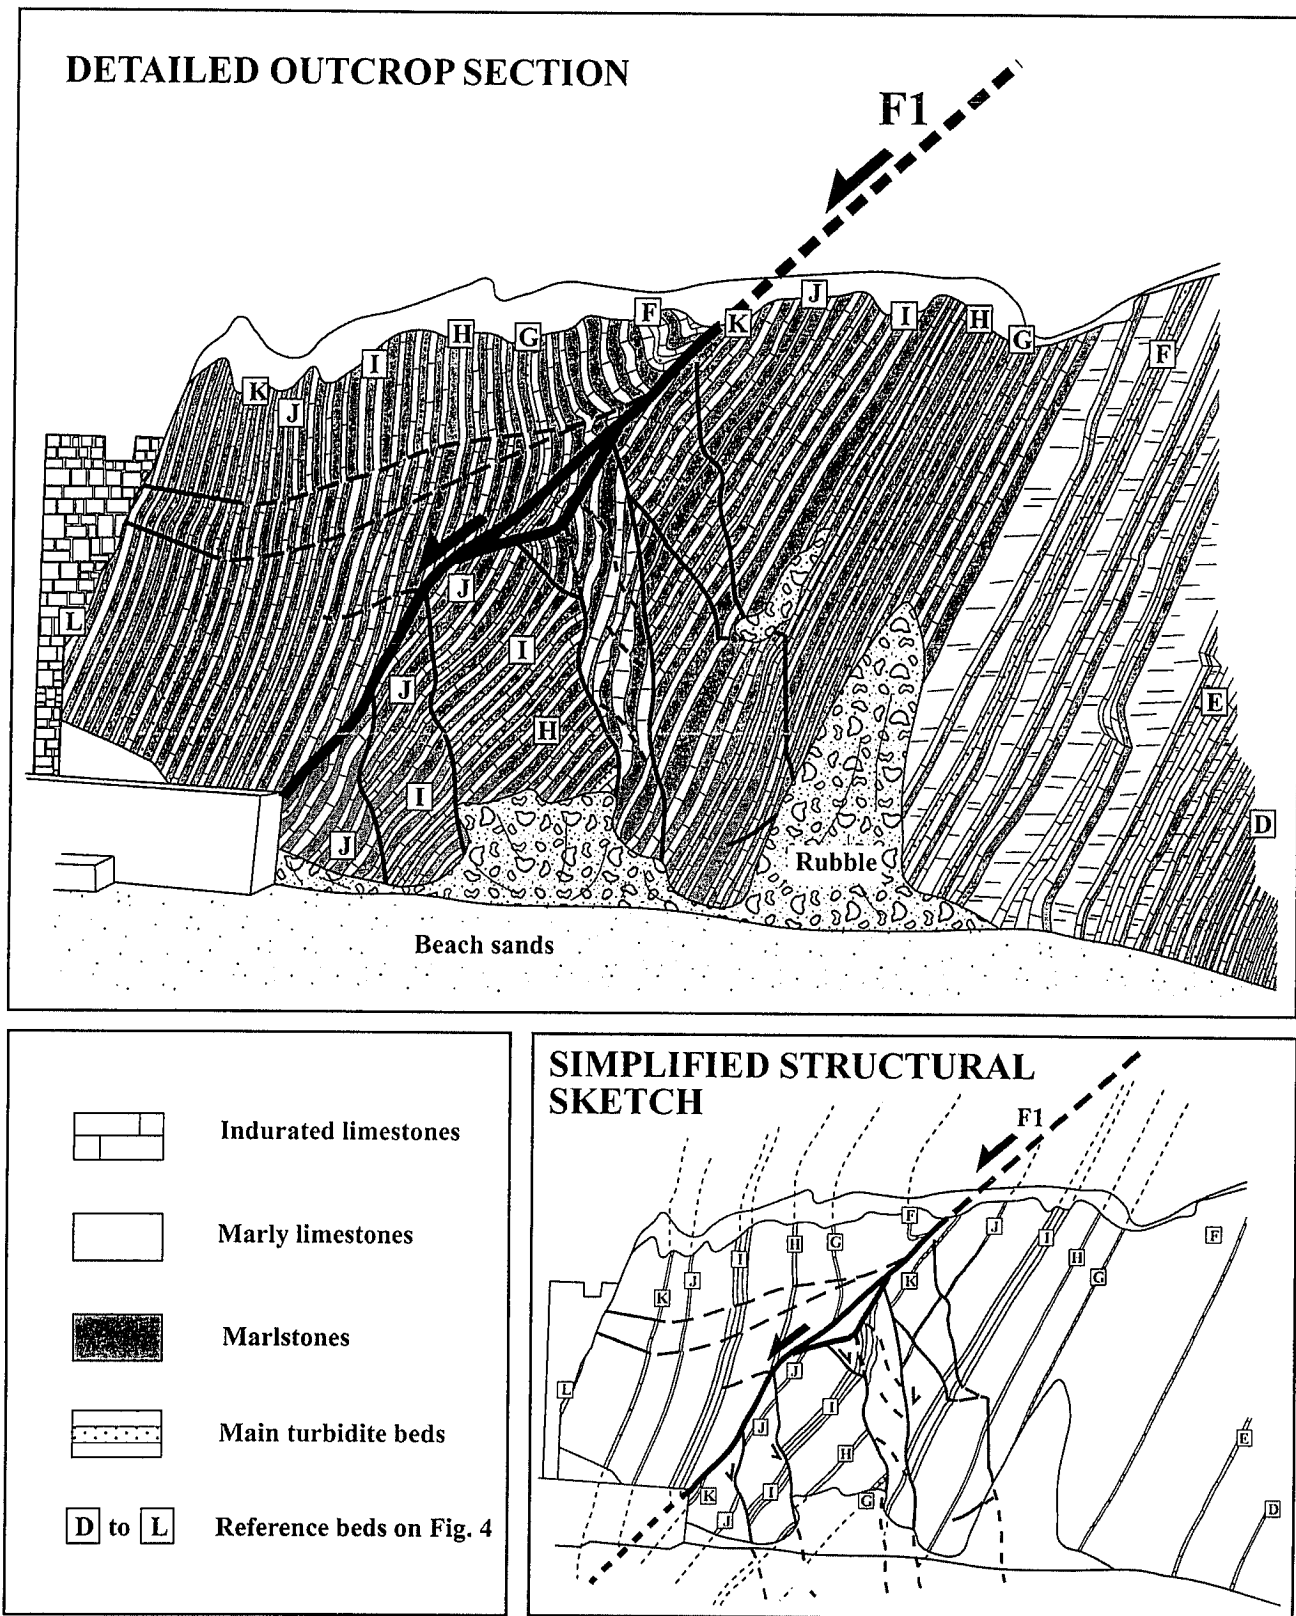 DETAILED OUTCROP SECTION
F1
K
J
I
H
G
F
K
J
I
H
G
F
L
J
I
J
H
I
J
E
D
Rubble
Beach sands
Indurated limestones
Marly limestones
Marlstones
Main turbidite beds
D to L Reference beds on Fig. 4
SIMPLIFIED STRUCTURAL
SKETCH
F1
F
K
J
I
H
G
K
J
I
H
G
F
L
J
I
J
H
I
K
J
G
E
D